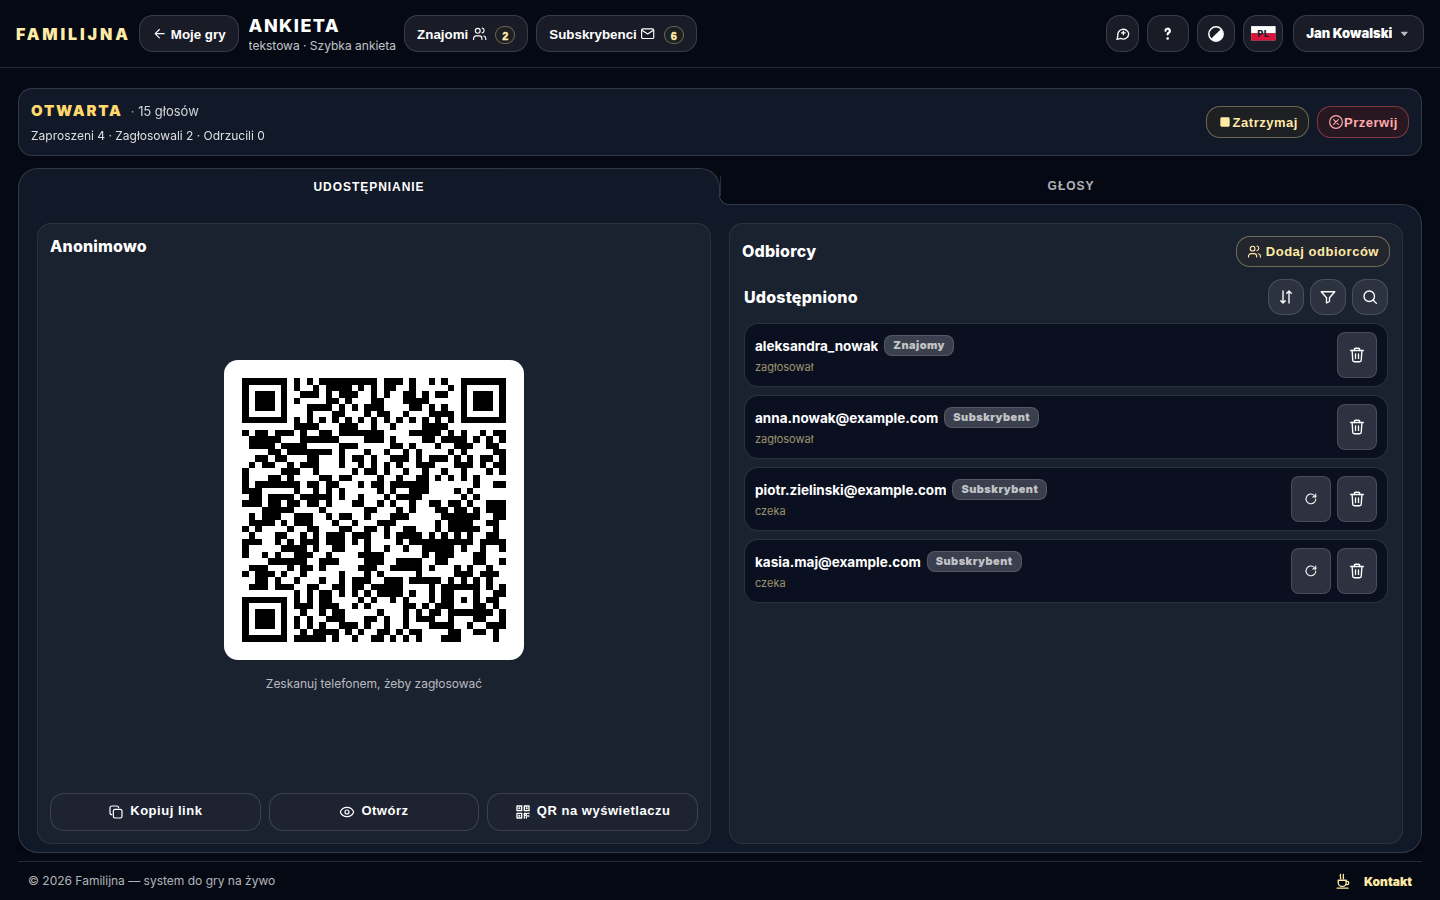 FAMILIJNA
Moje gry
ANKIETA
tekstowa · Szybka ankieta
Znajomi 2
Subskrybenci 6
?
PL
Jan Kowalski
OTWARTA · 15 głosów
Zaproszeni 4 · Zagłosowali 2 · Odrzucili 0
Zatrzymaj
Przerwij
UDOSTĘPNIANIE
GŁOSY
Anonimowo
Zeskanuj telefonem, żeby zagłosować
Kopiuj link
Otwórz
QR na wyświetlaczu
Odbiorcy
Dodaj odbiorców
Udostępniono
aleksandra_nowak Znajomy
zagłosował
anna.nowak@example.com Subskrybent
zagłosował
piotr.zielinski@example.com Subskrybent
czeka
kasia.maj@example.com Subskrybent
czeka
© 2026 Familijna — system do gry na żywo
Kontakt